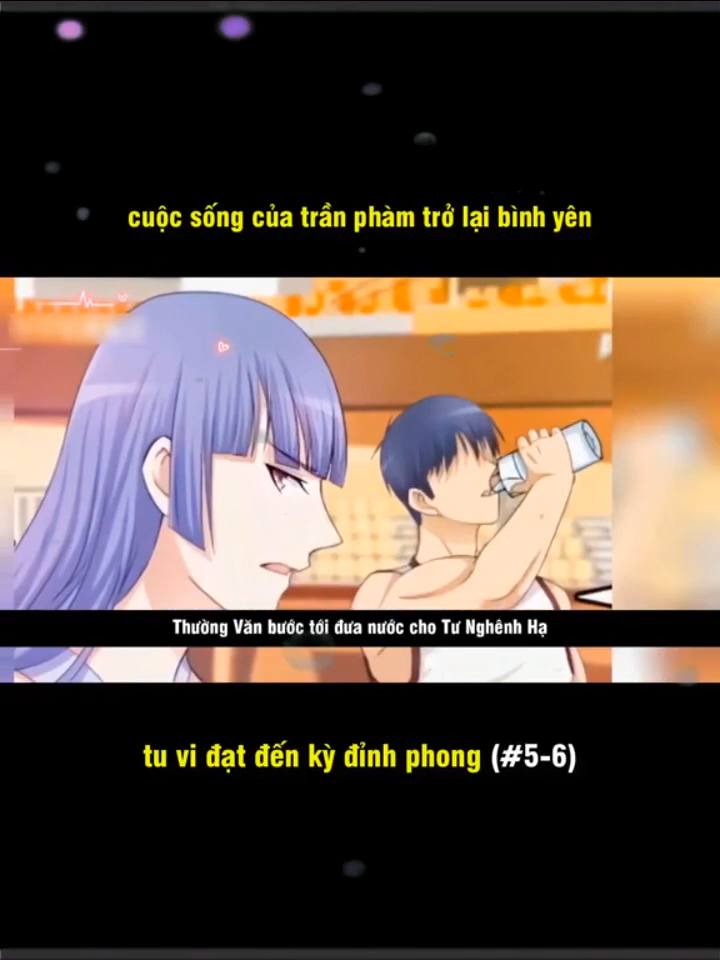 cuộc sống của trần phàm trở lại bình yên
Thường Văn bước tới đưa nước cho Tư Nghênh Hạ
tu vi đạt đến kỳ đỉnh phong (#5-6)